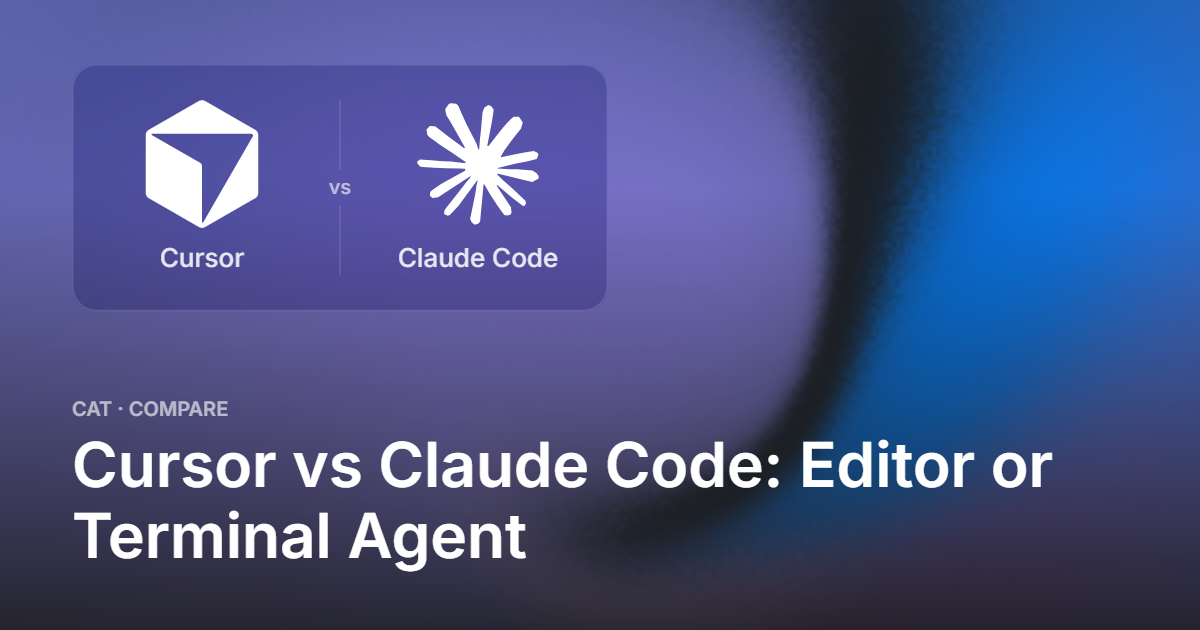 Cursor
vs
Claude Code
CAT · COMPARE
Cursor vs Claude Code: Editor or
Terminal Agent